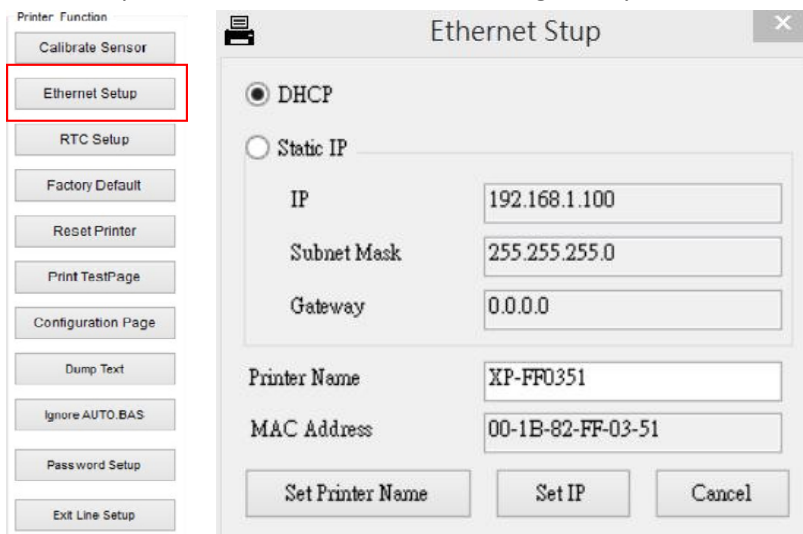 Printer Function
Calibrate Sensor
Ethernet Setup
RTC Setup
Factory Default
Reset Printer
Print TestPage
Configuration Page
Dump Text
Ignore AUTO.BAS
Password Setup
Exit Line Setup
Ethernet Stup
DHCP
Static IP
IP 192.168.1.100
Subnet Mask 255.255.255.0
Gateway 0.0.0.0
Printer Name XP-FF0351
MAC Address 00-1B-82-FF-03-51
Set Printer Name Set IP Cancel